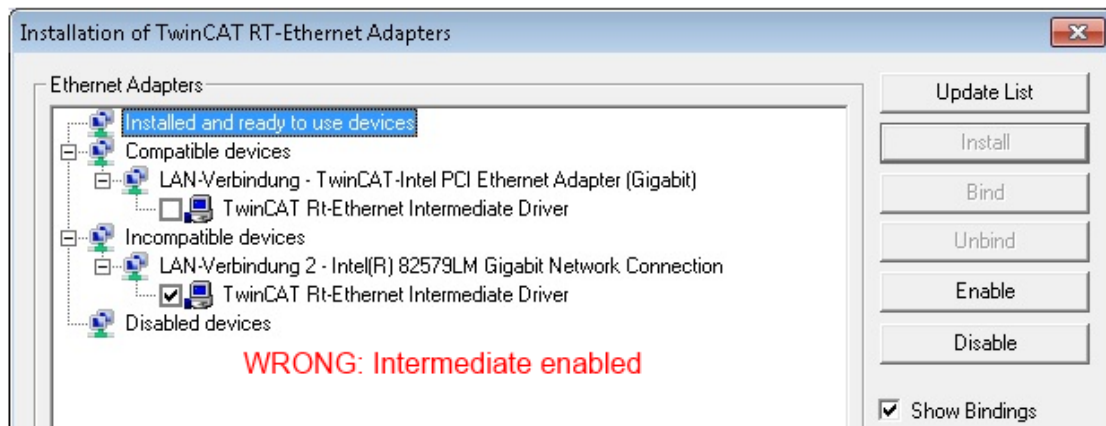 Installation of TwinCAT RT-Ethernet Adapters
Ethernet Adapters
Installed and ready to use devices
Compatible devices
LAN-Verbindung - TwinCAT-Intel PCI Ethernet Adapter (Gigabit)
TwinCAT Rt-Ethernet Intermediate Driver
Incompatible devices
LAN-Verbindung 2 - Intel(R) 82579LM Gigabit Network Connection
TwinCAT Rt-Ethernet Intermediate Driver
Disabled devices
WRONG: Intermediate enabled
Update List
Install
Bind
Unbind
Enable
Disable
Show Bindings